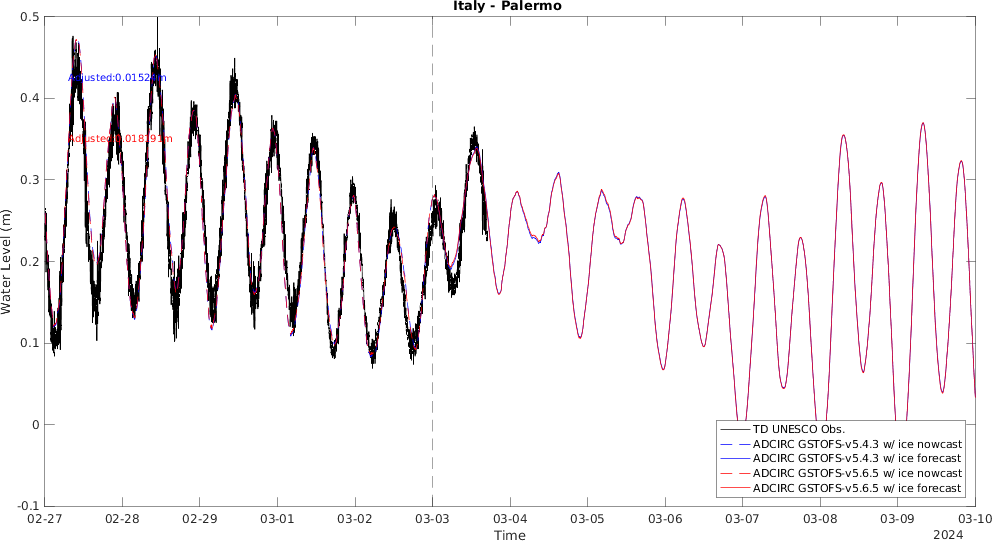 Italy - Palermo
Water Level (m)
0.5
0.4
0.3
0.2
0.1
0
-0.1
02-27
02-28
02-29
03-01
03-02
03-03
03-04
03-05
03-06
03-07
03-08
03-09
03-10
Time
2024
TD UNESCO Obs.
ADCIRC GSTOFS-v5.4.3 w/ ice nowcast
ADCIRC GSTOFS-v5.4.3 w/ ice forecast
ADCIRC GSTOFS-v5.6.5 w/ ice nowcast
ADCIRC GSTOFS-v5.6.5 w/ ice forecast